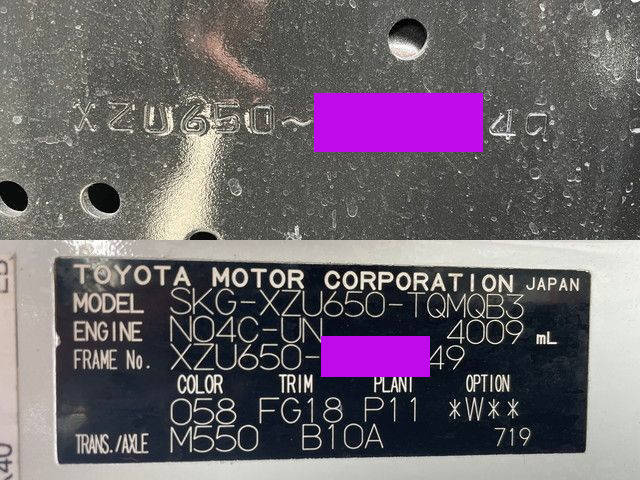 XZU650~ 49
TOYOTA MOTOR CORPORATION JAPAN
MODEL SKG-XZU650-TQMQB3
ENGINE N04C-UN 4009 mL
FRAME No. XZU650- 49
COLOR TRIM PLANT OPTION
058 FG18 P11 *W**
TRANS./AXLE M550 B10A 719